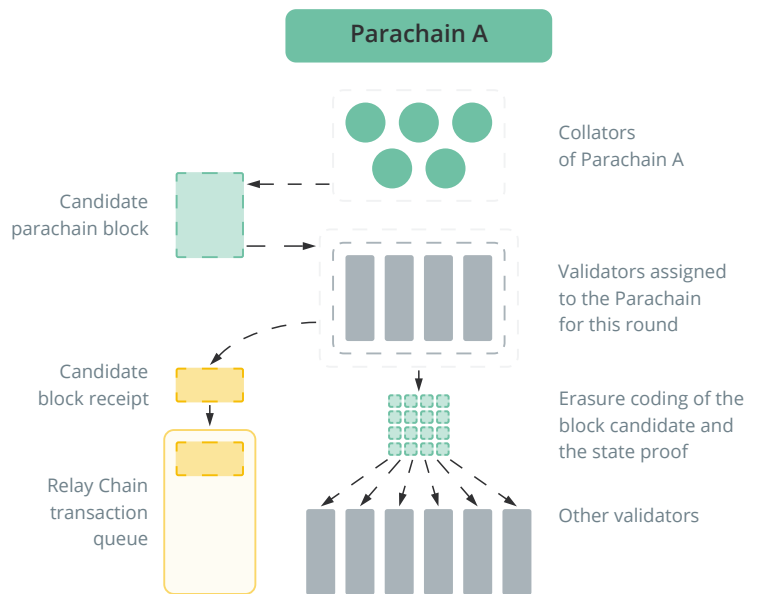 Parachain A
Collators
of Parachain A
Candidate
parachain block
Validators assigned
to the Parachain
for this round
Candidate
block receipt
Erasure coding of the
block candidate and
the state proof
Relay Chain
transaction
queue
Other validators